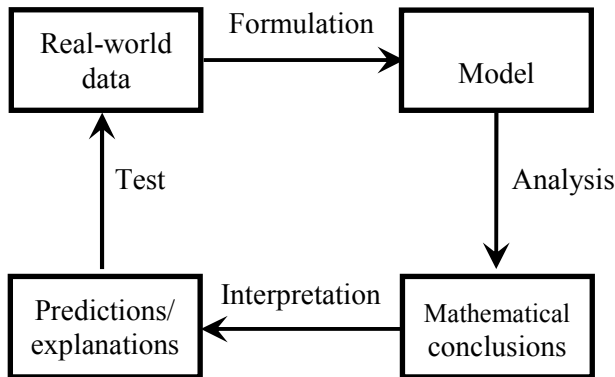 Real-world
data
Formulation
Model
Test
Analysis
Predictions/
explanations
Interpretation
Mathematical
conclusions